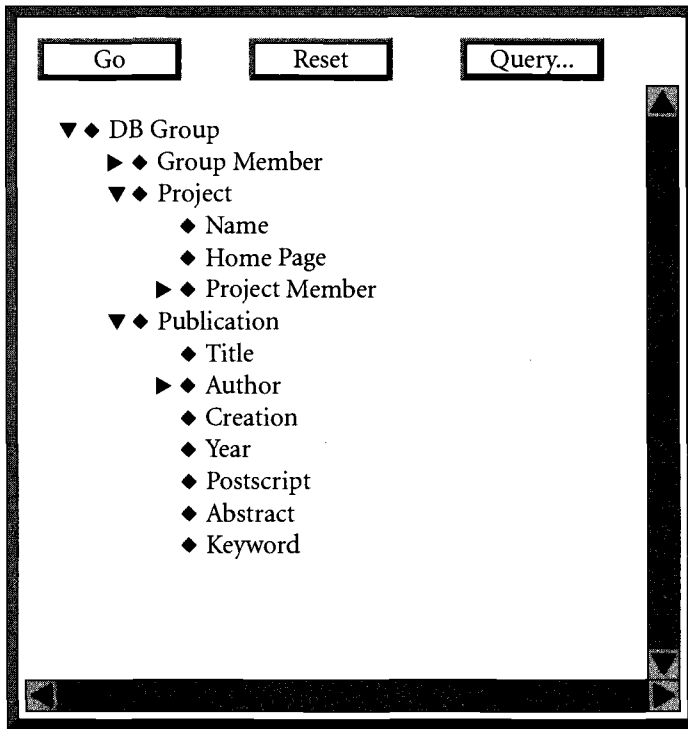 Go Reset Query...
DB Group
Group Member
Project
Name
Home Page
Project Member
Publication
Title
Author
Creation
Year
Postscript
Abstract
Keyword